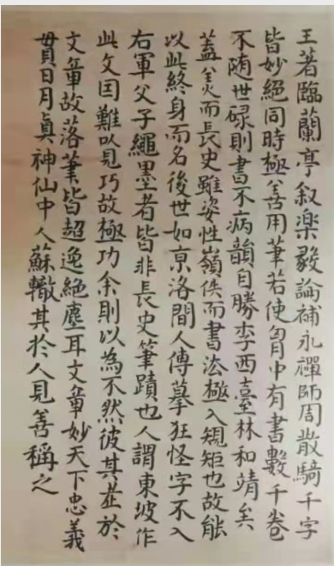 王著臨蘭亭叙樂毅論補永禪師周散騎千字
皆妙絕同時極善用筆若使胷中有書數千卷
不随世碌則書不病韻自勝李西臺林和靖矣
盖美而長史雖姿性嶺佚而書法極入規矩也故能
以此終身而名後世如京洛間人傳摹狂怪字不入
右軍父子繩墨者皆非長史筆蹟也人謂東坡作
此文囙難以見巧故極功余則以為不然彼其老於
文章故落筆皆超逸絕塵耳文章妙天下忠義
貫日月真神仙中人蘇轍其於人見善稱之